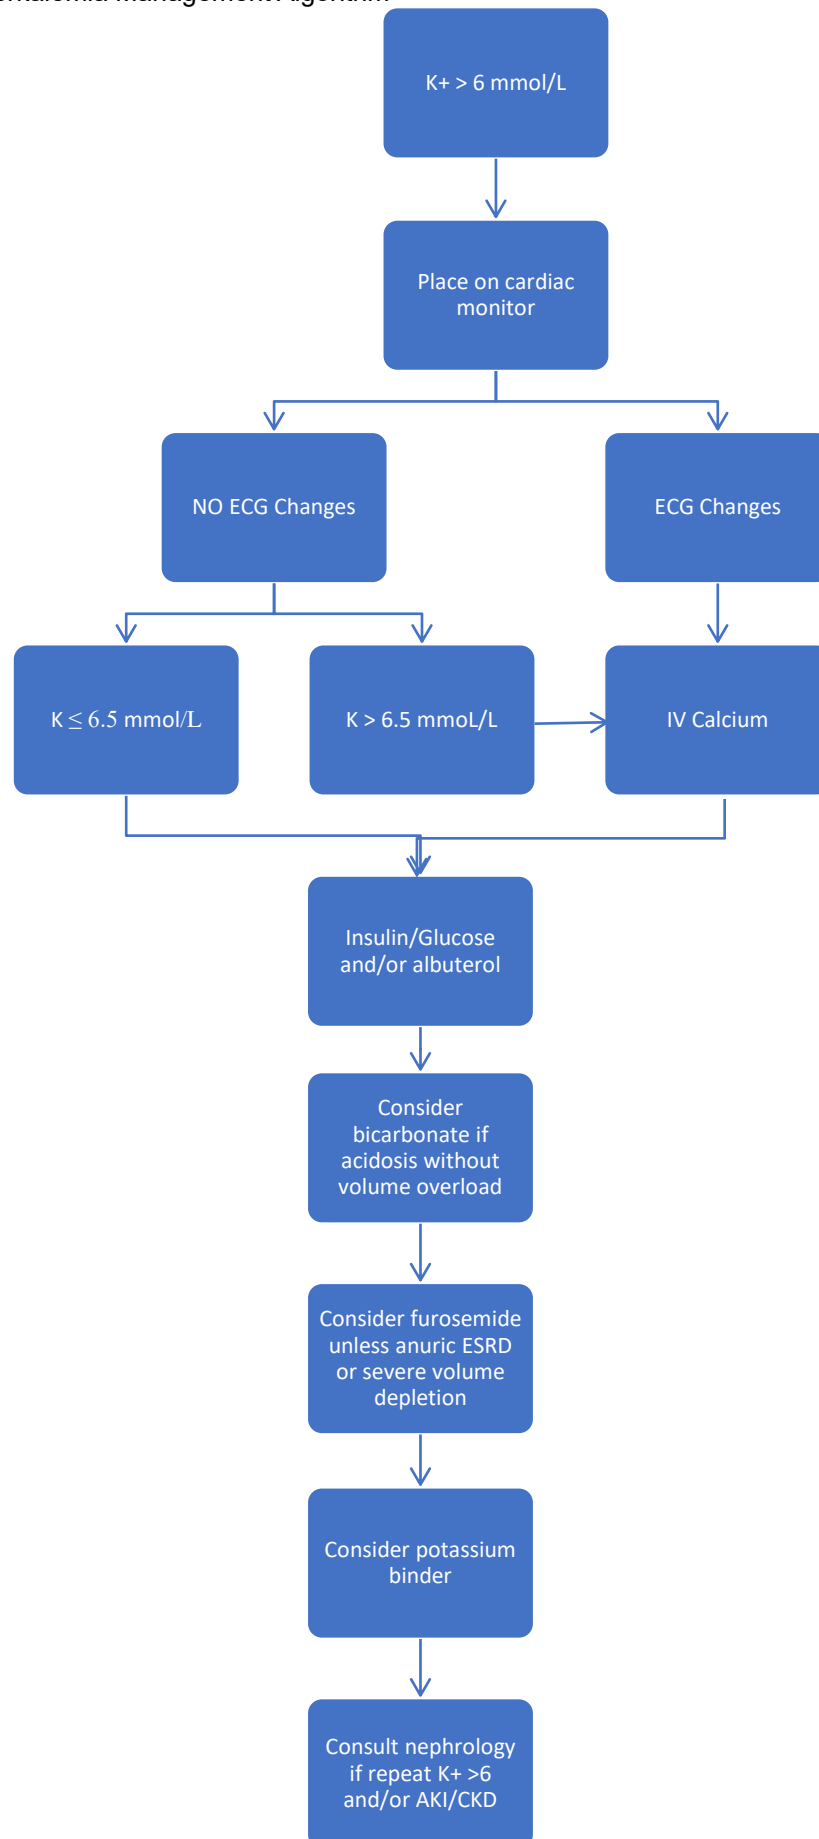 Management Algorithm
K+ > 6 mmol/L
Place on cardiac
monitor
NO ECG Changes
ECG Changes
K ≤ 6.5 mmol/L
K > 6.5 mmoL/L
IV Calcium
Insulin/Glucose
and/or albuterol
Consider
bicarbonate if
acidosis without
volume overload
Consider furosemide
unless anuric ESRD
or severe volume
depletion
Consider potassium
binder
Consult nephrology
if repeat K+ >6
and/or AKI/CKD